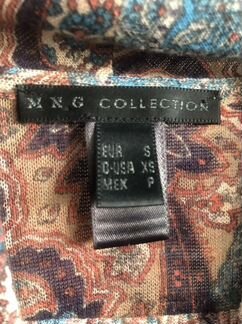 MNG COLLECTION
EUR S
O-USA XS
MEX P